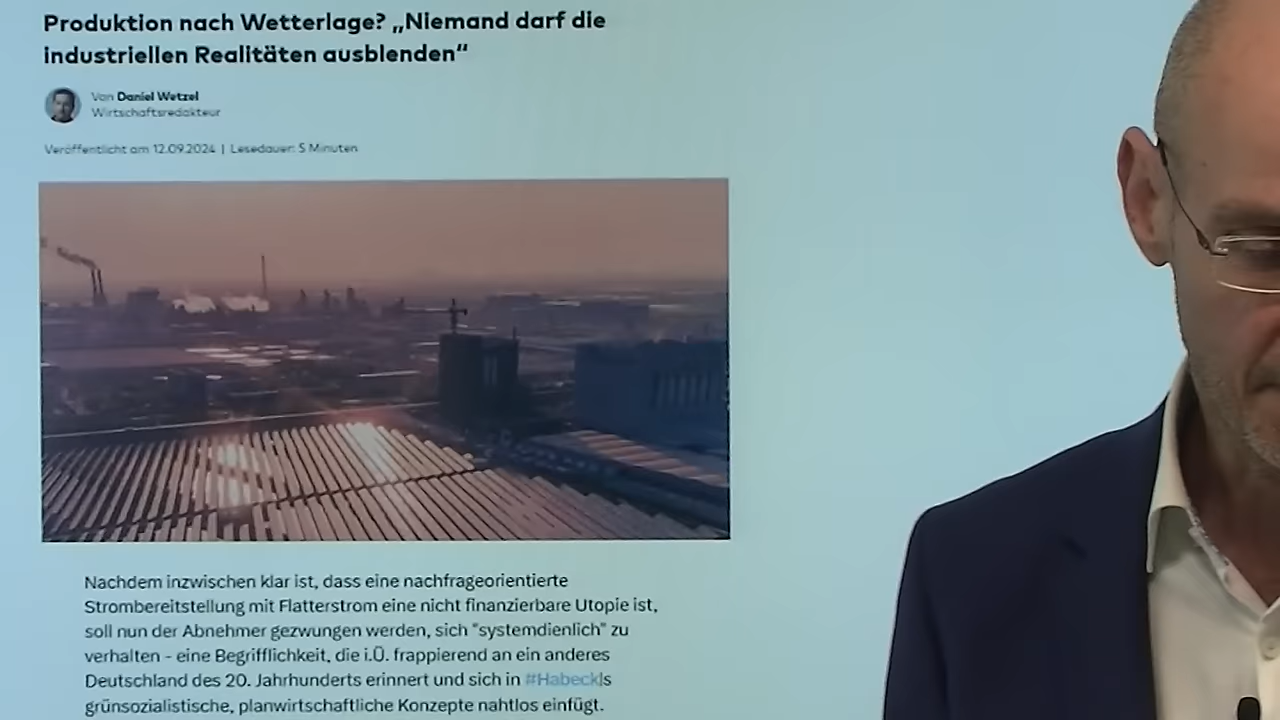 Produktion nach Wetterlage? „Niemand darf die
industriellen Realitäten ausblenden“
Von Daniel Wetzel
Wirtschaftsredakteur
Veröffentlicht am 12.09.2024 | Lesedauer: 5 Minuten
Nachdem inzwischen klar ist, dass eine nachfrageorientierte
Strombereitstellung mit Flatterstrom eine nicht finanzierbare Utopie ist,
soll nun der Abnehmer gezwungen werden, sich "systemdienlich" zu
verhalten - eine Begrifflichkeit, die i.Ü. frappierend an ein anderes
Deutschland des 20. Jahrhunderts erinnert und sich in #Habeck|s
grünsozialistische, planwirtschaftliche Konzepte nahtlos einfügt.